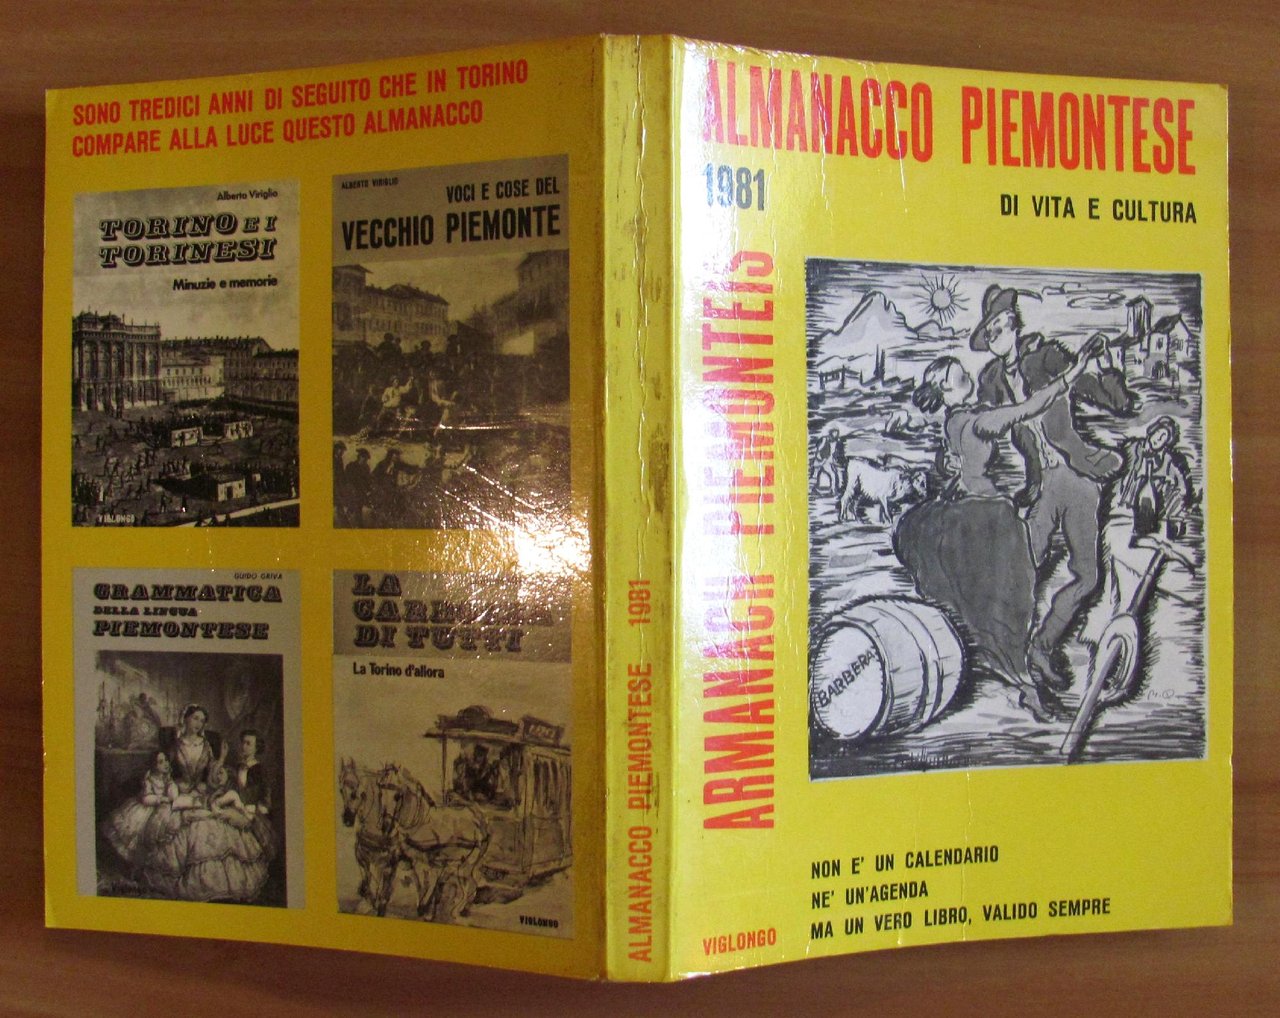 SONO TREDICI ANNI DI SEGUITO CHE IN TORINO
COMPARE ALLA LUCE QUESTO ALMANACCO
Alberto Viriglio
TORINO E I
TORINESI
Minuzie e memorie
VIGLONGO
ALBERTO VIRIGLIO
VOCI E COSE DEL
VECCHIO PIEMONTE
GUIDO GRIVA
GRAMMATICA
DELLA LINGUA
PIEMONTESE
Viglongo
LA
DI TUTTI
La Torino d'allora
VIGLONGO
ALMANACCO PIEMONTESE 1981
ALMANACCO PIEMONTESE
1981
DI VITA E CULTURA
ARMANACH PIEMONTEIS
BARBERA
NON E' UN CALENDARIO
NE' UN'AGENDA
MA UN VERO LIBRO, VALIDO SEMPRE
VIGLONGO